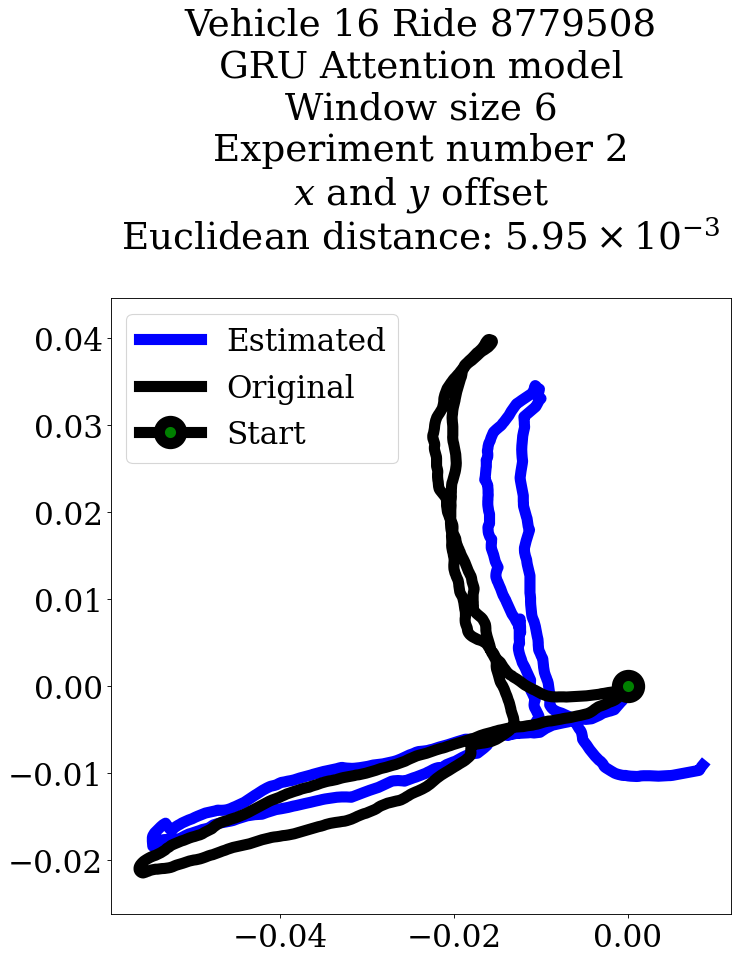 Vehicle 16 Ride 8779508
GRU Attention model
Window size 6
Experiment number 2
x and y offset
Euclidean distance: 5.95 × 10⁻³
Estimated
Original
Start
0.04
0.03
0.02
0.01
0.00
−0.01
−0.02
−0.04
−0.02
0.00